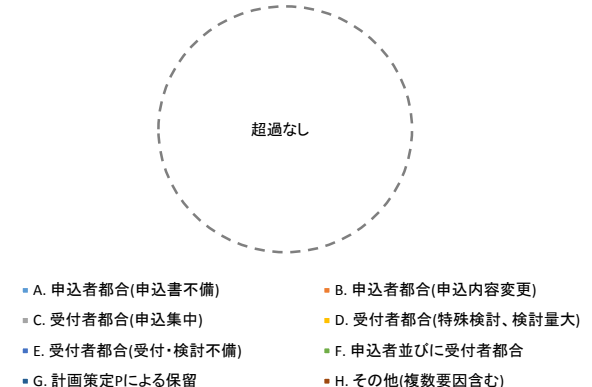 超過なし
A. 申込者都合(申込書不備)
B. 申込者都合(申込内容変更)
C. 受付者都合(申込集中)
D. 受付者都合(特殊検討、検討量大)
E. 受付者都合(受付・検討不備)
F. 申込者並びに受付者都合
G. 計画策定Pによる保留
H. その他(複数要因含む)